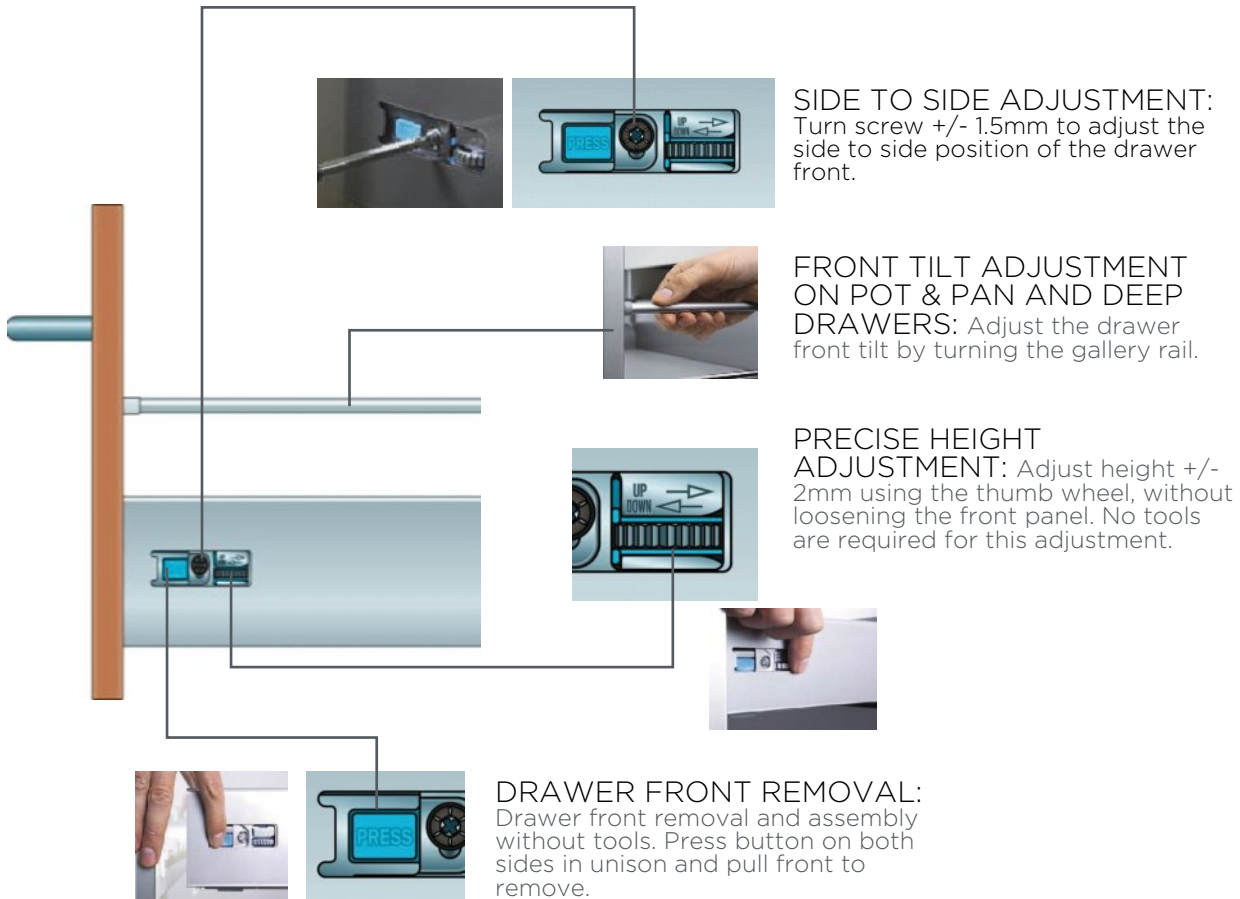 PRESS
UP
DOWN
SIDE TO SIDE ADJUSTMENT:
Turn screw +/- 1.5mm to adjust the
side to side position of the drawer
front.
FRONT TILT ADJUSTMENT
ON POT & PAN AND DEEP
DRAWERS: Adjust the drawer
front tilt by turning the gallery rail.
UP
DOWN
PRECISE HEIGHT
ADJUSTMENT: Adjust height +/-
2mm using the thumb wheel, without
loosening the front panel. No tools
are required for this adjustment.
PRESS
DRAWER FRONT REMOVAL:
Drawer front removal and assembly
without tools. Press button on both
sides in unison and pull front to
remove.